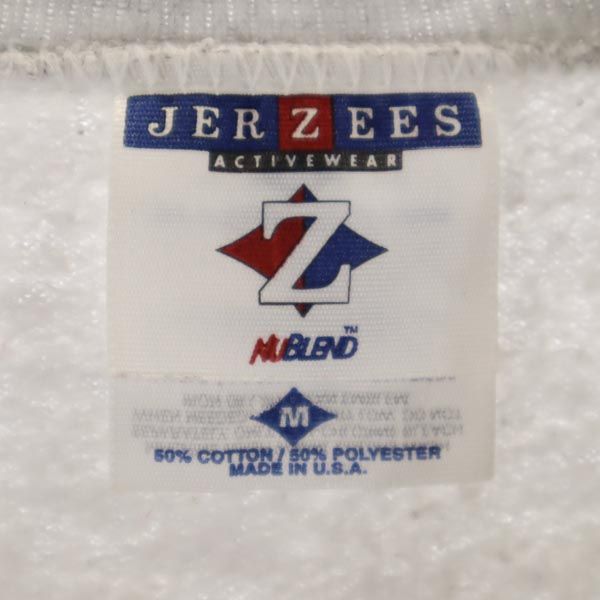 JERZEES
ACTIVEWEAR
Z
NUBLEND™
M
50% COTTON / 50% POLYESTER
MADE IN U.S.A.